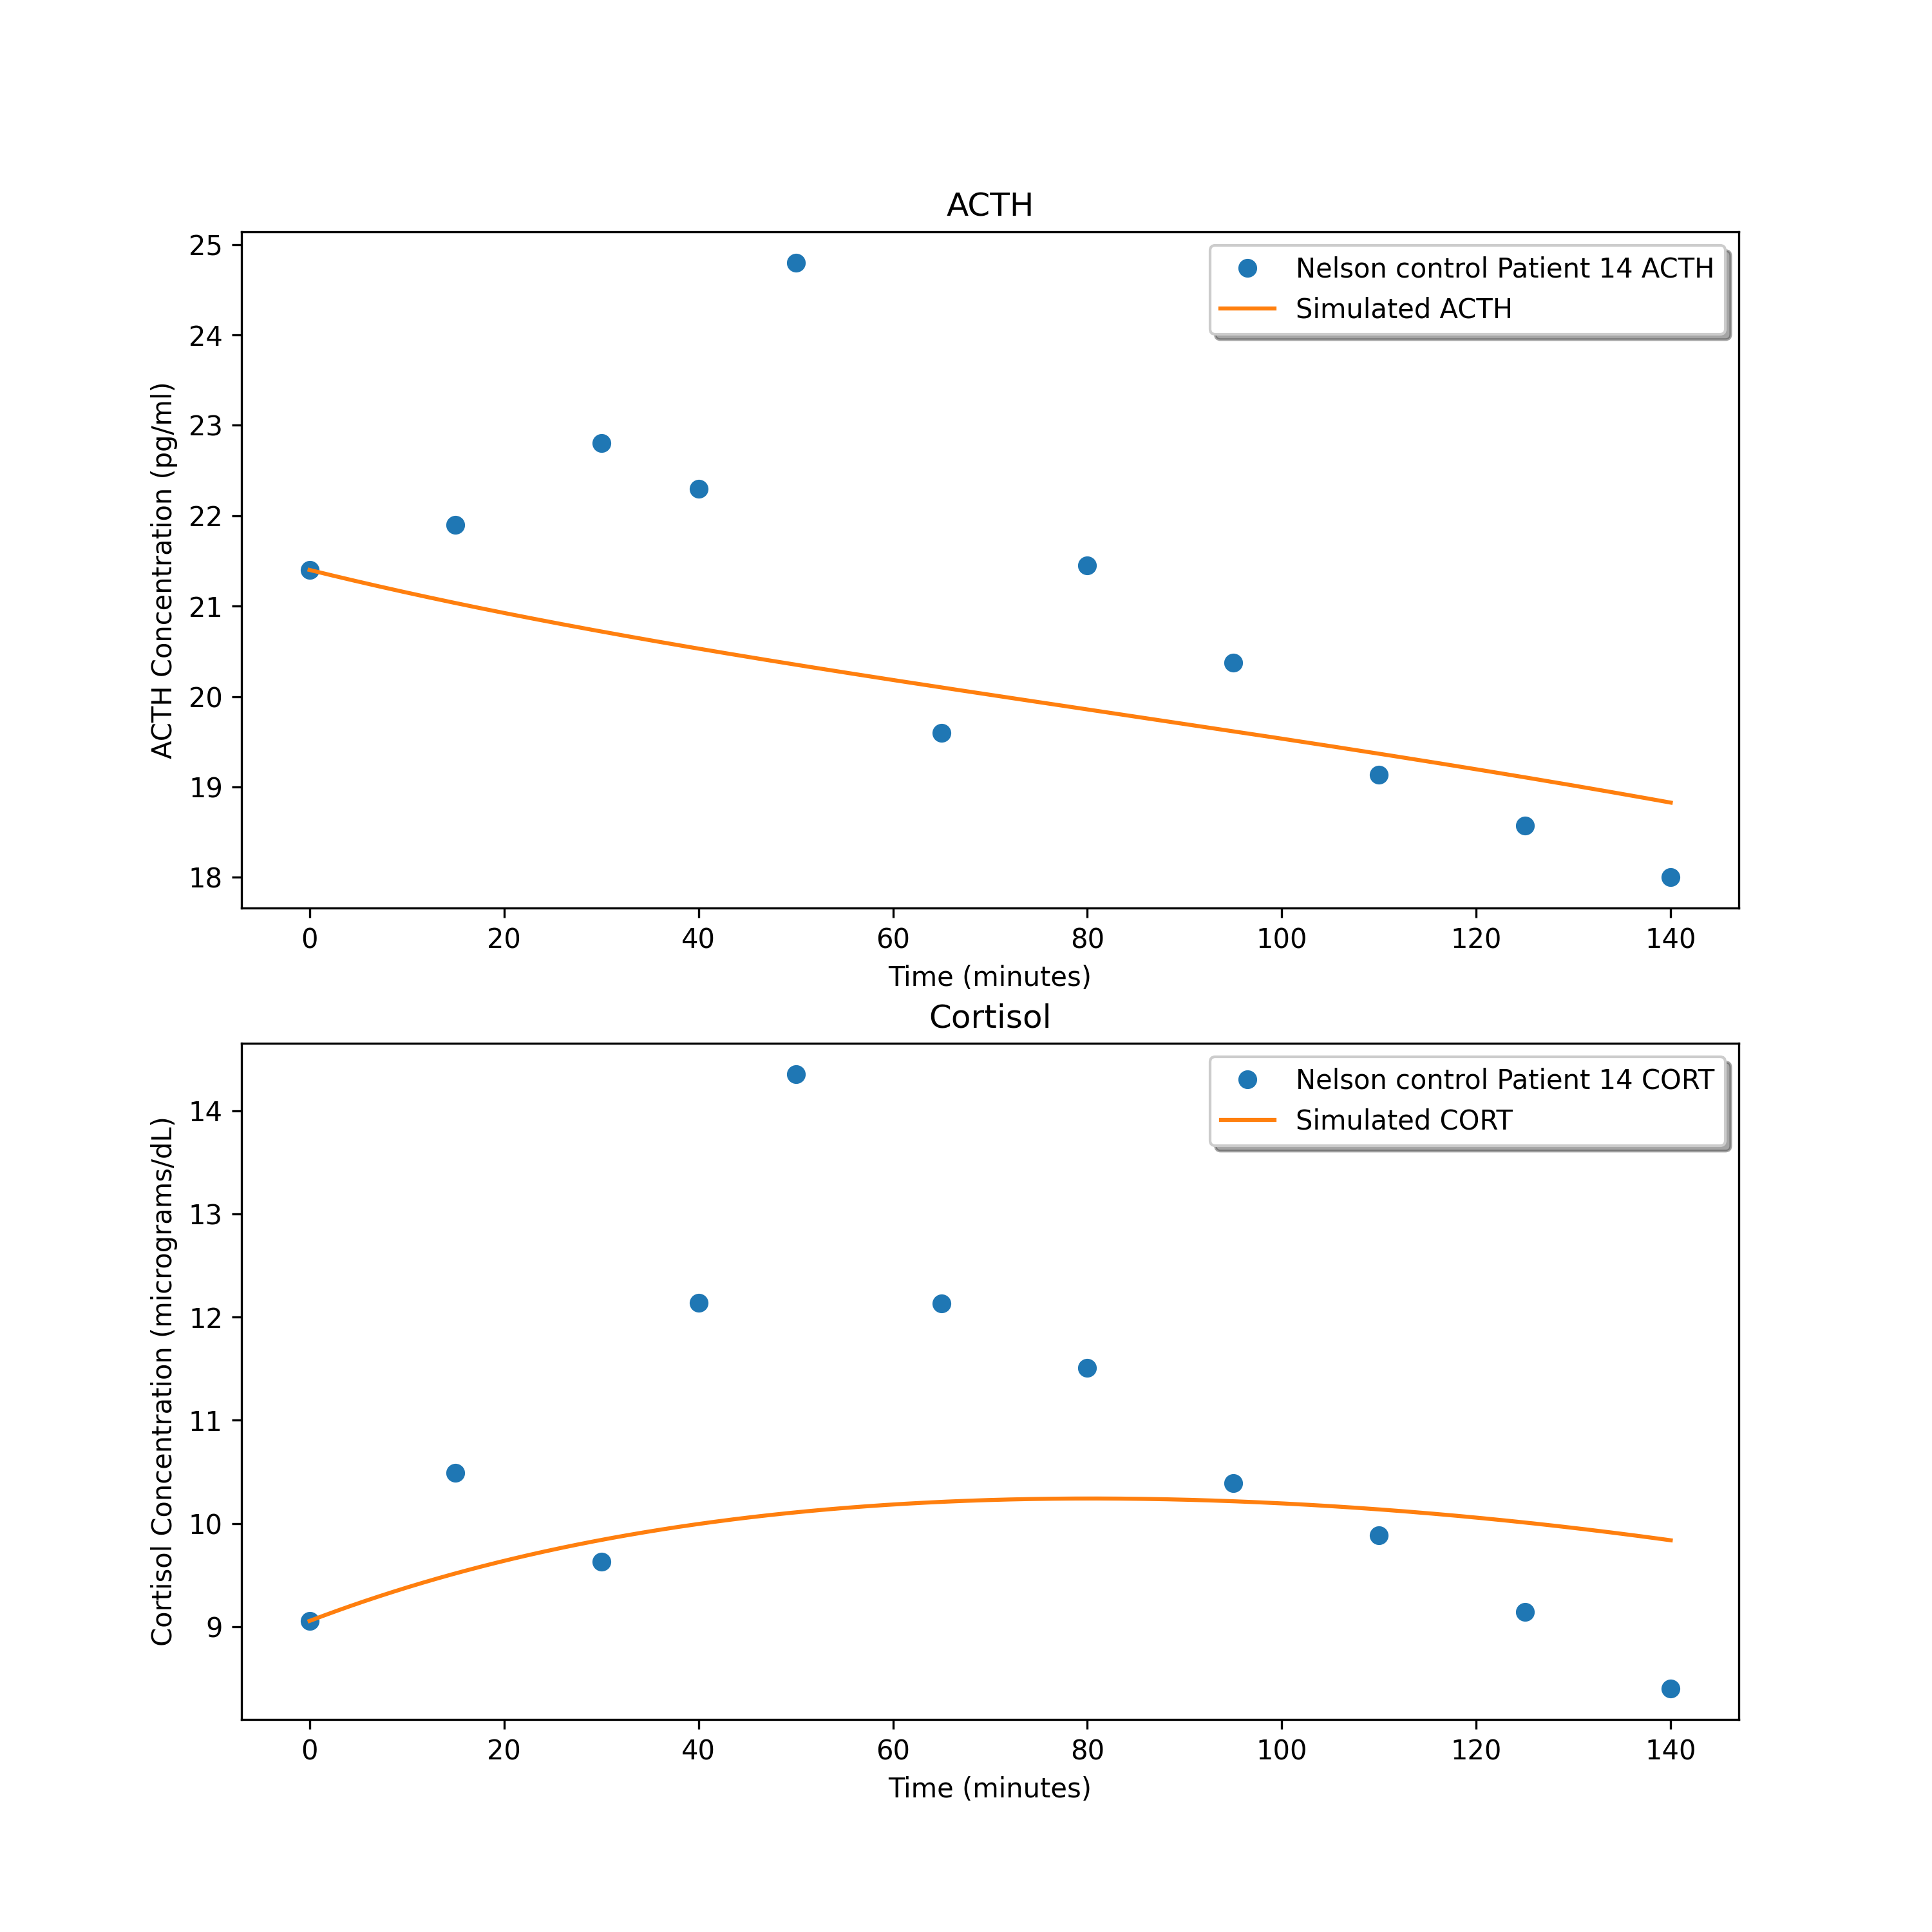 ACTH
25
24
23
22
21
20
19
18
ACTH Concentration (pg/ml)
Nelson control Patient 14 ACTH
Simulated ACTH
0 20 40 60 80 100 120 140
Time (minutes)
Cortisol
14
13
12
11
10
9
Cortisol Concentration (micrograms/dL)
Nelson control Patient 14 CORT
Simulated CORT
0 20 40 60 80 100 120 140
Time (minutes)